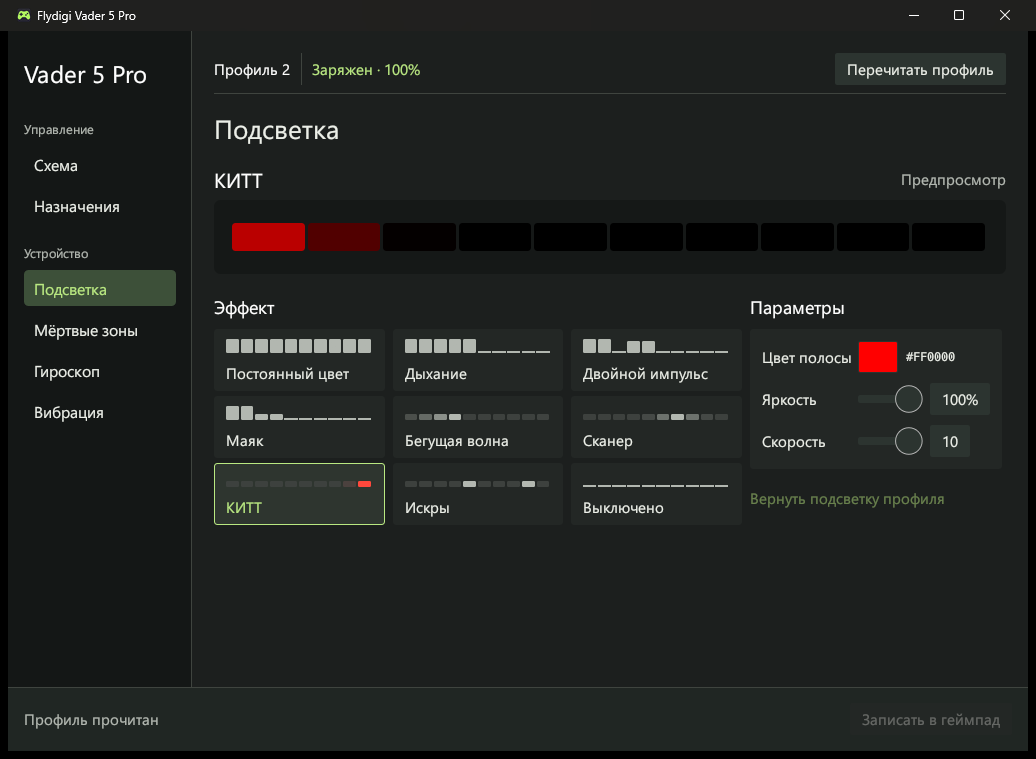 Flydigi Vader 5 Pro
Vader 5 Pro
Управление
Схема
Назначения
Устройство
Подсветка
Мёртвые зоны
Гироскоп
Вибрация
Профиль 2
Заряжен · 100%
Перечитать профиль
Подсветка
КИТТ
Предпросмотр
Эффект
Постоянный цвет
Дыхание
Двойной импульс
Маяк
Бегущая волна
Сканер
КИТТ
Искры
Выключено
Параметры
Цвет полосы #FF0000
Яркость 100%
Скорость 10
Вернуть подсветку профиля
Профиль прочитан
Записать в геймпад